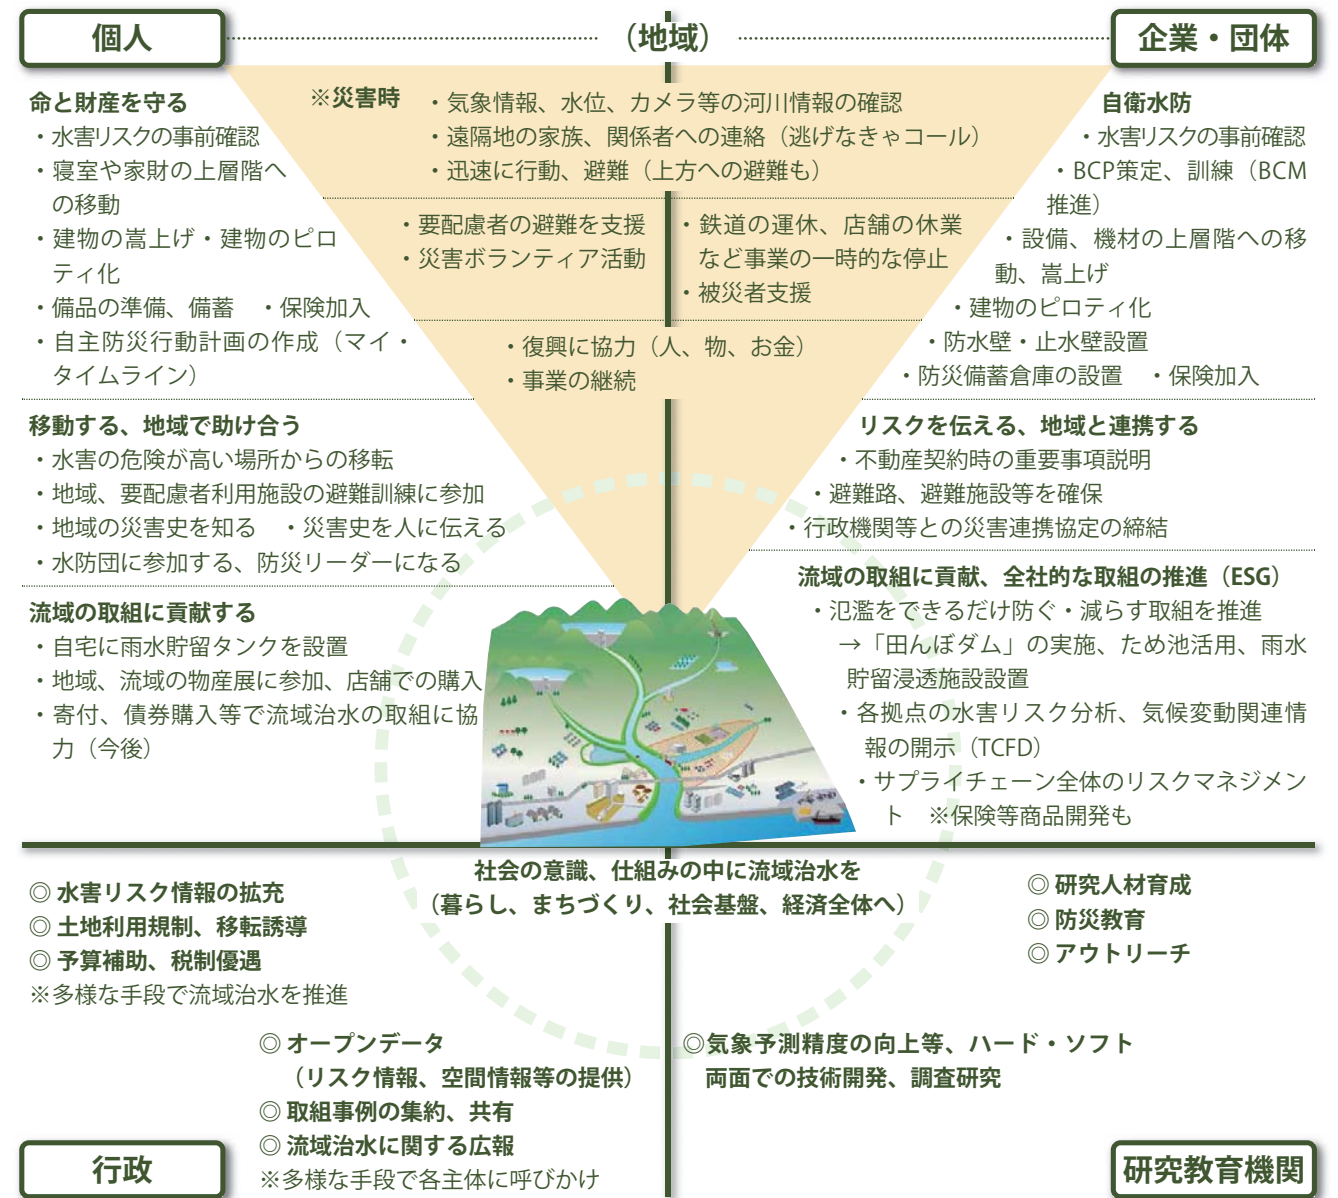 個人
（地域）
企業・団体
命と財産を守る
・水害リスクの事前確認
・寝室や家財の上層階へ
の移動
・建物の嵩上げ・建物のピロ
ティ化
・備品の準備、備蓄　・保険加入
・自主防災行動計画の作成（マイ・
タイムライン）
移動する、地域で助け合う
・水害の危険が高い場所からの移転
・地域、要配慮者利用施設の避難訓練に参加
・地域の災害史を知る　・災害史を人に伝える
・水防団に参加する、防災リーダーになる
流域の取組に貢献する
・自宅に雨水貯留タンクを設置
・地域、流域の物産展に参加、店舗での購入
・寄付、債券購入等で流域治水の取組に協
力（今後）
※災害時
・気象情報、水位、カメラ等の河川情報の確認
・遠隔地の家族、関係者への連絡（逃げなきゃコール）
・迅速に行動、避難（上方への避難も）
・要配慮者の避難を支援
・災害ボランティア活動
・鉄道の運休、店舗の休業
など事業の一時的な停止
・被災者支援
・復興に協力（人、物、お金）
・事業の継続
自衛水防
・水害リスクの事前確認
・BCP策定、訓練（BCM
推進）
・設備、機材の上層階への移
動、嵩上げ
・建物のピロティ化
・防水壁・止水壁設置
・防災備蓄倉庫の設置　・保険加入
リスクを伝える、地域と連携する
・不動産契約時の重要事項説明
・避難路、避難施設等を確保
・行政機関等との災害連携協定の締結
流域の取組に貢献、全社的な取組の推進（ESG）
・氾濫をできるだけ防ぐ・減らす取組を推進
→「田んぼダム」の実施、ため池活用、雨水
貯留浸透施設設置
・各拠点の水害リスク分析、気候変動関連情
報の開示（TCFD）
・サプライチェーン全体のリスクマネジメン
ト　※保険等商品開発も
社会の意識、仕組みの中に流域治水を
（暮らし、まちづくり、社会基盤、経済全体へ）
◎ 水害リスク情報の拡充
◎ 土地利用規制、移転誘導
◎ 予算補助、税制優遇
※多様な手段で流域治水を推進
◎ オープンデータ
（リスク情報、空間情報等の提供）
◎ 取組事例の集約、共有
◎ 流域治水に関する広報
※多様な手段で各主体に呼びかけ
行政
◎ 研究人材育成
◎ 防災教育
◎ アウトリーチ
◎気象予測精度の向上等、ハード・ソフト
両面での技術開発、調査研究
研究教育機関